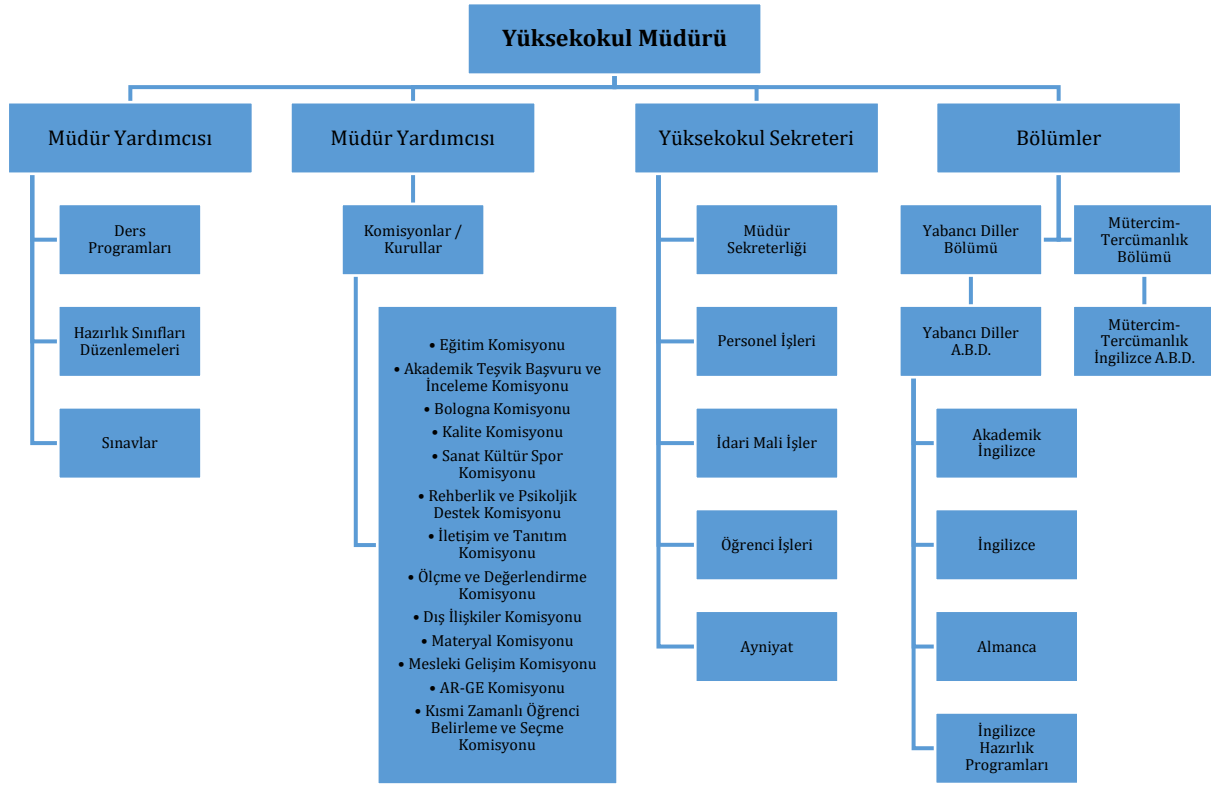 Yüksekokul Müdürü
Müdür Yardımcısı
Müdür Yardımcısı
Yüksekokul Sekreteri
Bölümler
Ders
Programları
Hazırlık Sınıfları
Düzenlemeleri
Sınavlar
Komisyonlar /
Kurullar
• Eğitim Komisyonu
• Akademik Teşvik Başvuru ve
İnceleme Komisyonu
• Bologna Komisyonu
• Kalite Komisyonu
• Sanat Kültür Spor
Komisyonu
• Rehberlik ve Psikoljik
Destek Komisyonu
• İletişim ve Tanıtım
Komisyonu
• Ölçme ve Değerlendirme
Komisyonu
• Dış İlişkiler Komisyonu
• Materyal Komisyonu
• Mesleki Gelişim Komisyonu
• AR-GE Komisyonu
• Kısmi Zamanlı Öğrenci
Belirleme ve Seçme
Komisyonu
Müdür
Sekreterliği
Personel İşleri
İdari Mali İşler
Öğrenci İşleri
Ayniyat
Yabancı Diller
Bölümü
Yabancı Diller
A.B.D.
Akademik
İngilizce
İngilizce
Almanca
İngilizce
Hazırlık
Programları
Mütercim-
Tercümanlık
Bölümü
Mütercim-
Tercümanlık
İngilizce A.B.D.